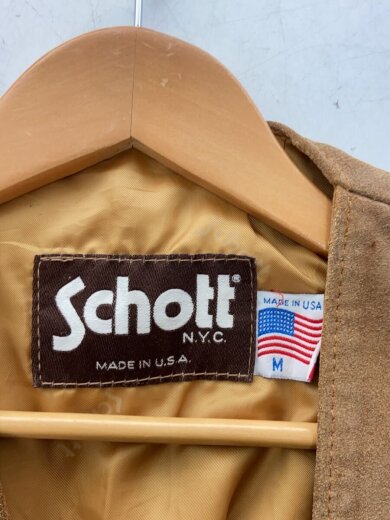 Schott®
N.Y.C.
MADE IN U.S.A.
MADE IN USA
M